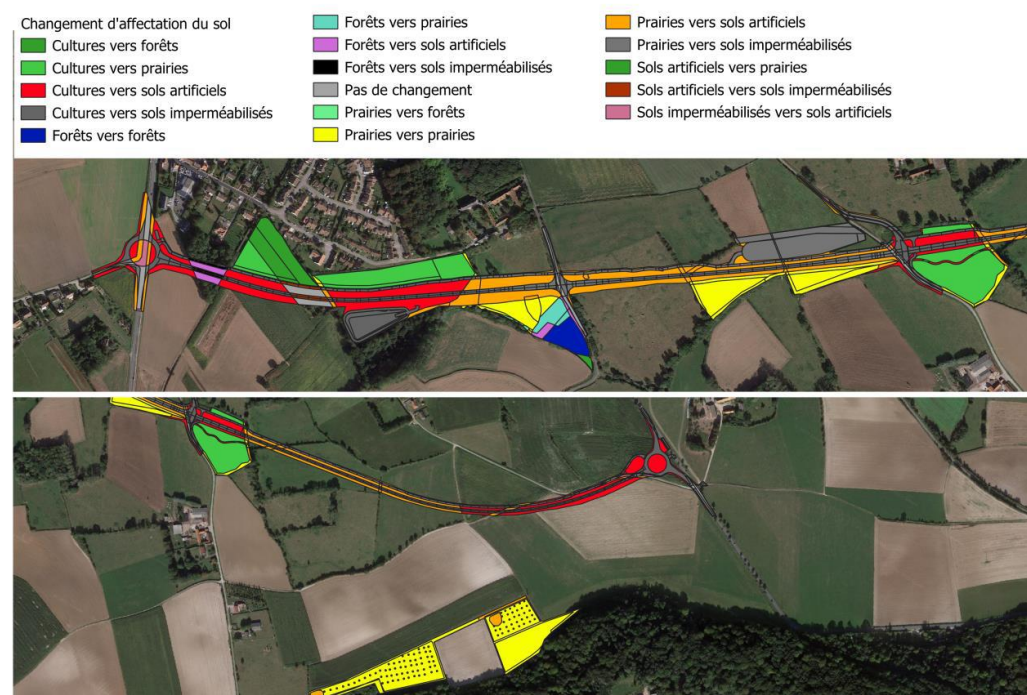 Changement d'affectation du sol
Cultures vers forêts
Cultures vers prairies
Cultures vers sols artificiels
Cultures vers sols imperméabilisés
Forêts vers forêts
Forêts vers prairies
Forêts vers sols artificiels
Forêts vers sols imperméabilisés
Pas de changement
Prairies vers forêts
Prairies vers prairies
Prairies vers sols artificiels
Prairies vers sols imperméabilisés
Sols artificiels vers prairies
Sols artificiels vers sols imperméabilisés
Sols imperméabilisés vers sols artificiels